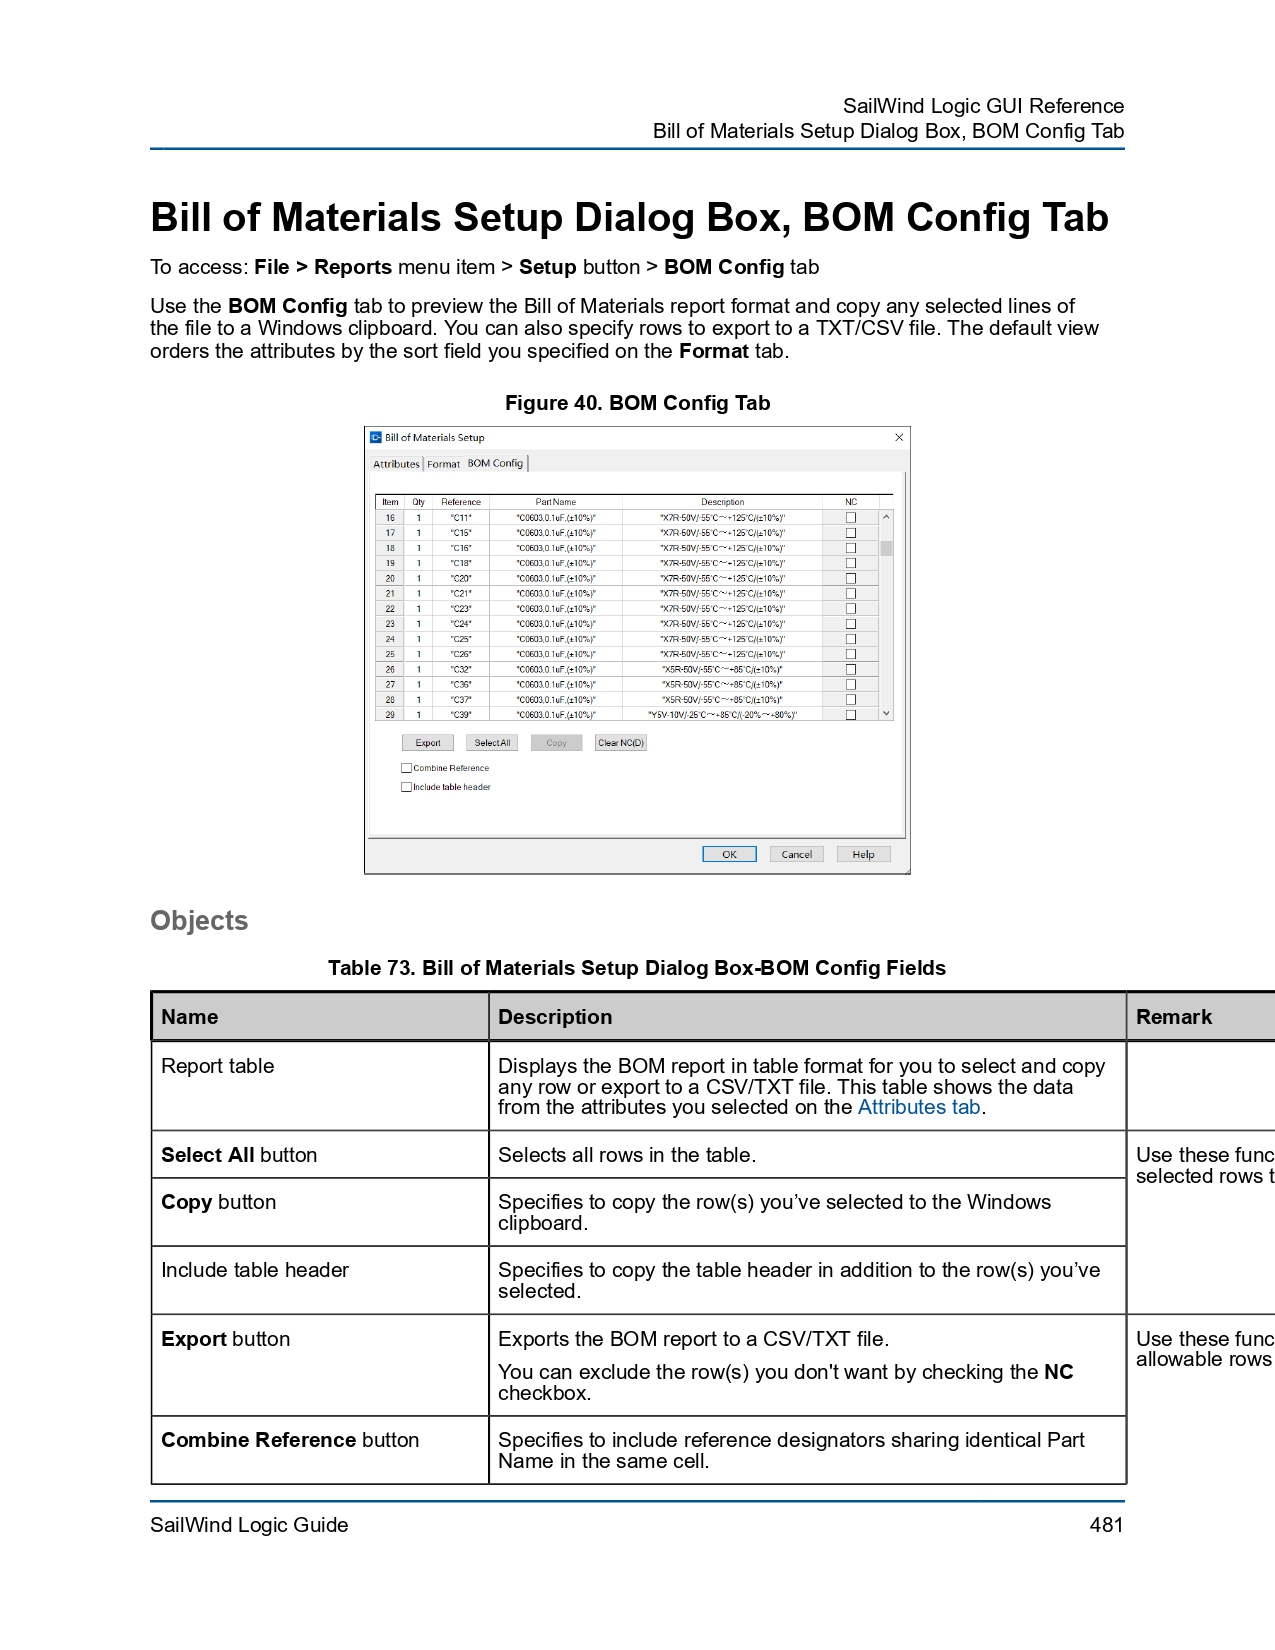 SailWind Logic GUI Reference
Bill of Materials Setup Dialog Box, BOM Config Tab
Bill of Materials Setup Dialog Box, BOM Config Tab
To access: File > Reports menu item > Setup button > BOM Config tab
Use the BOM Config tab to preview the Bill of Materials report format and copy any selected lines of
the file to a Windows clipboard. You can also specify rows to export to a TXT/CSV file. The default view
orders the attributes by the sort field you specified on the Format tab.
Figure 40. BOM Config Tab
Bill of Materials Setup
Attributes Format BOM Config
Item Qty Reference Part Name Description NC
16 1 "C11" "C0603,0.1uF,(±10%)" "X7R-50V/-55°C～+125°C/(±10%)"
17 1 "C15" "C0603,0.1uF,(±10%)" "X7R-50V/-55°C～+125°C/(±10%)"
18 1 "C16" "C0603,0.1uF,(±10%)" "X7R-50V/-55°C～+125°C/(±10%)"
19 1 "C18" "C0603,0.1uF,(±10%)" "X7R-50V/-55°C～+125°C/(±10%)"
20 1 "C20" "C0603,0.1uF,(±10%)" "X7R-50V/-55°C～+125°C/(±10%)"
21 1 "C21" "C0603,0.1uF,(±10%)" "X7R-50V/-55°C～+125°C/(±10%)"
22 1 "C23" "C0603,0.1uF,(±10%)" "X7R-50V/-55°C～+125°C/(±10%)"
23 1 "C24" "C0603,0.1uF,(±10%)" "X7R-50V/-55°C～+125°C/(±10%)"
24 1 "C25" "C0603,0.1uF,(±10%)" "X7R-50V/-55°C～+125°C/(±10%)"
25 1 "C26" "C0603,0.1uF,(±10%)" "X7R-50V/-55°C～+125°C/(±10%)"
26 1 "C32" "C0603,0.1uF,(±10%)" "X5R-50V/-55°C～+85°C/(±10%)"
27 1 "C36" "C0603,0.1uF,(±10%)" "X5R-50V/-55°C～+85°C/(±10%)"
28 1 "C37" "C0603,0.1uF,(±10%)" "X5R-50V/-55°C～+85°C/(±10%)"
29 1 "C39" "C0603,0.1uF,(±10%)" "Y5V-10V/-25°C～+85°C/(-20%～+80%)"
Export Select All Copy Clear NC(D)
Combine Reference
Include table header
OK Cancel Help
Objects
Table 73. Bill of Materials Setup Dialog Box-BOM Config Fields
Name Description Remark
Report table Displays the BOM report in table format for you to select and copy
any row or export to a CSV/TXT file. This table shows the data
from the attributes you selected on the Attributes tab.
Select All button Selects all rows in the table. Use these func
selected rows t
Copy button Specifies to copy the row(s) you’ve selected to the Windows
clipboard.
Include table header Specifies to copy the table header in addition to the row(s) you’ve
selected.
Export button Exports the BOM report to a CSV/TXT file. Use these func
allowable rows
You can exclude the row(s) you don't want by checking the NC
checkbox.
Combine Reference button Specifies to include reference designators sharing identical Part
Name in the same cell.
SailWind Logic Guide 481